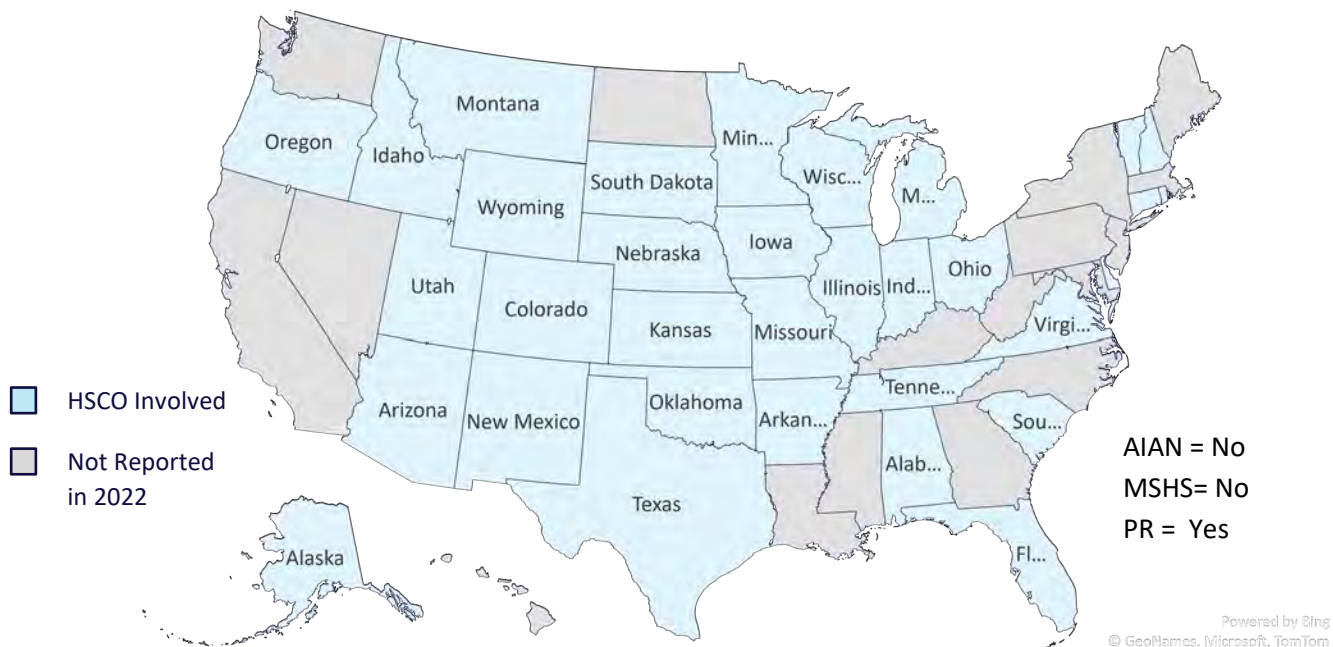 Montana
Min...
Oregon
Idaho
Wisc...
South Dakota
M...
Wyoming
Iowa
Nebraska
Ohio
Utah
Illinois
Ind...
Colorado
Kansas
Missouri
Virgi...
HSCO Involved
Arizona
New Mexico
Oklahoma
Tenne...
Arkan...
Sou...
Not Reported
in 2022
Alab...
AIAN = No
MSHS= No
PR = Yes
Texas
Alaska
Fl...
Powered by Bing
© GeoNames, Microsoft, TomTom